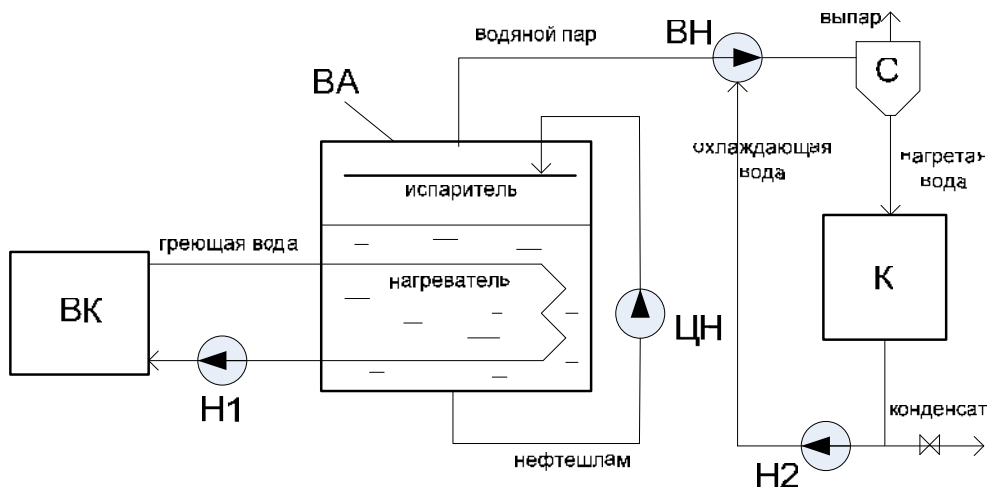 выпар
водяной пар
ВН
С
ВА
охлаждающая
вода
нагретая
вода
испаритель
греющая вода
нагреватель
К
ВК
ЦН
Н1
конденсат
нефтешлам
Н2